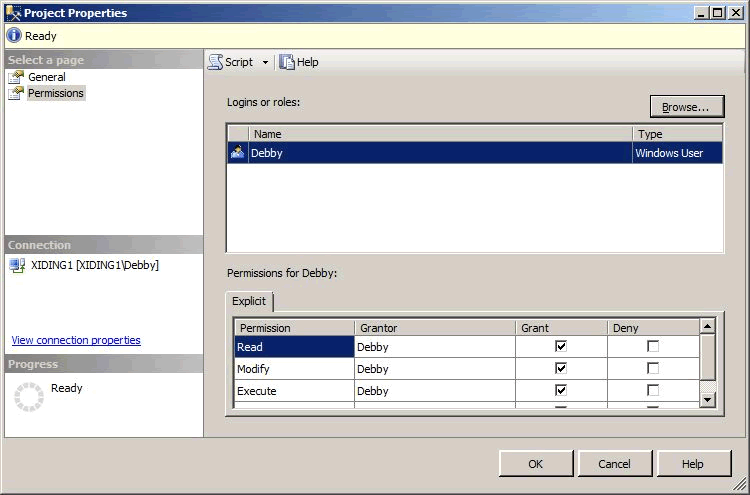 Project Properties
Ready
Select a page
General
Permissions
Script Help
Logins or roles:
Browse...
Name Type
Debby Windows User
Connection
XIDING1 [XIDING1\Debby]
View connection properties
Progress
Ready
Permissions for Debby:
Explicit
Permission Grantor Grant Deny
Read Debby
Modify Debby
Execute Debby
OK Cancel Help